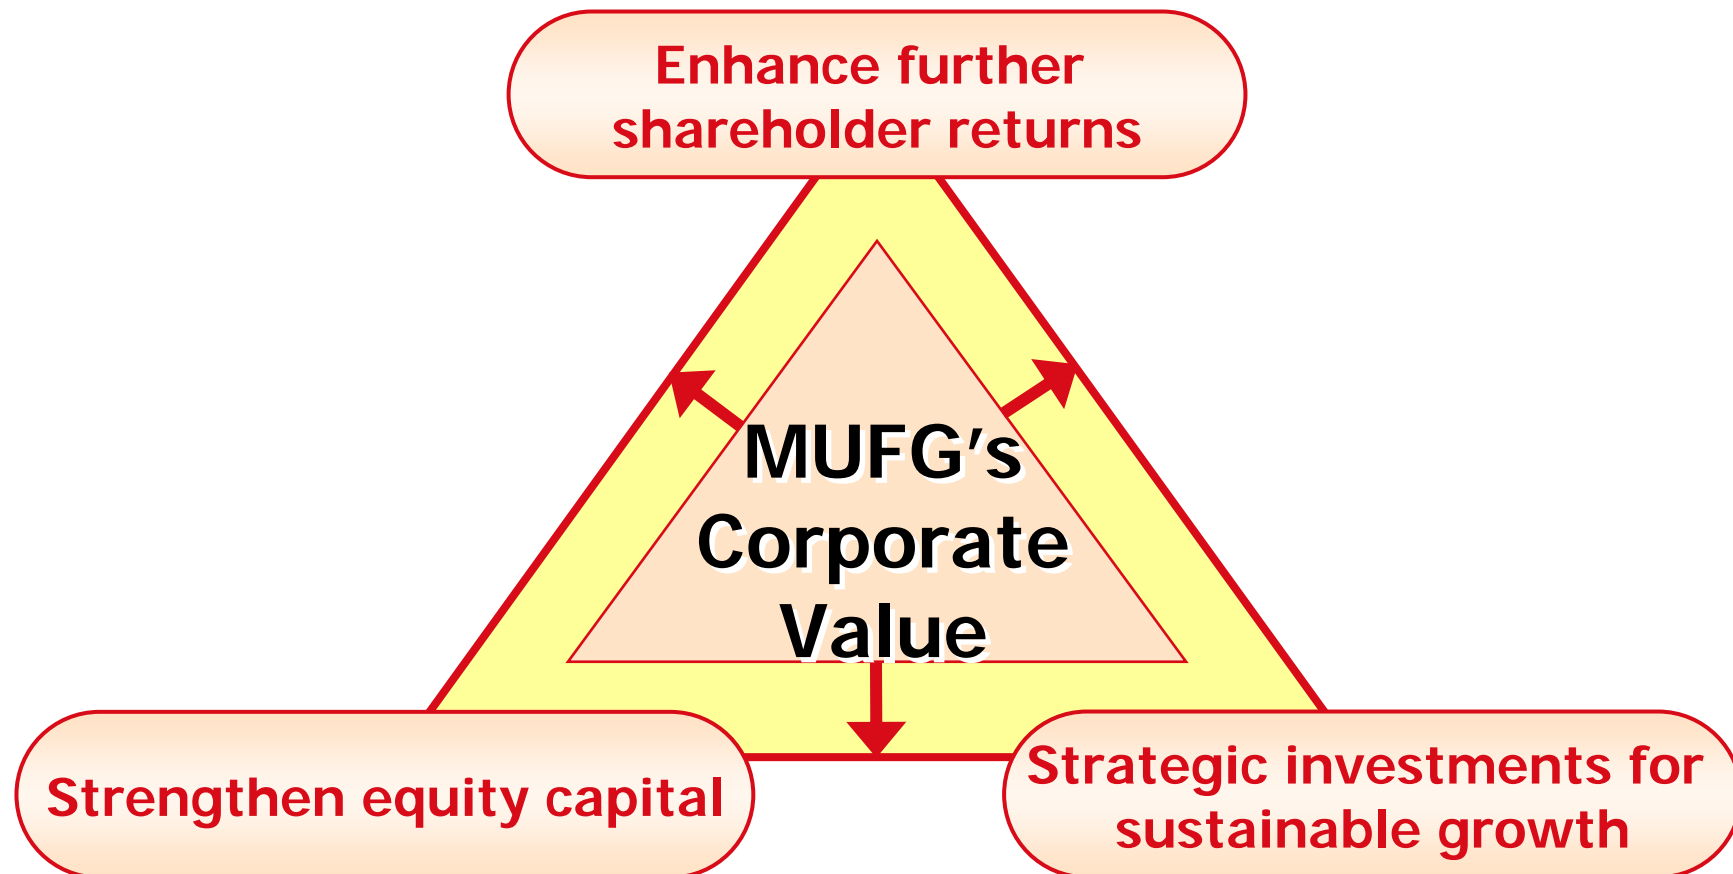 Enhance further
shareholder returns
MUFG's
Corporate
Value
Strengthen equity capital
Strategic investments for
sustainable growth